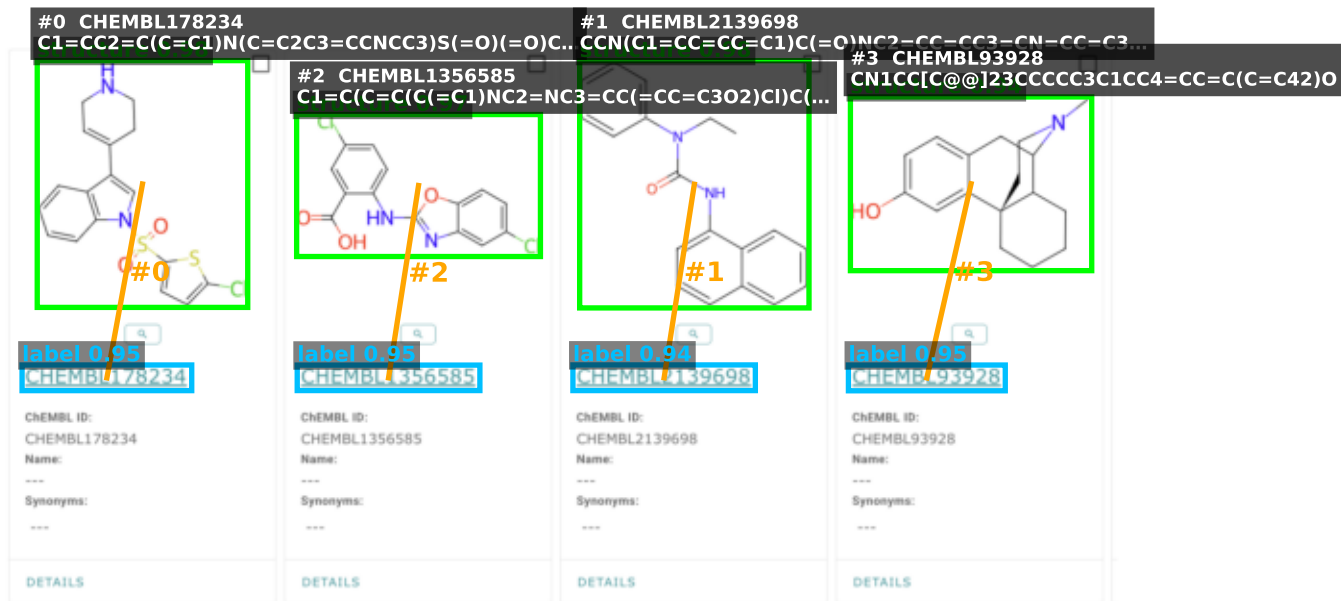 #0 CHEMBL178234
C1=CC2=C(C=C1)N(C=C2C3=CCNCC3)S(=O)(=O)C...
#1 CHEMBL2139698
CCN(C1=CC=CC=C1)C(=O)NC2=CC=CC3=CN=CC=C3...
#2 CHEMBL1356585
C1=C(C=C(C(=C1)NC2=NC3=CC(=CC=C3O2)Cl)C(...
#3 CHEMBL93928
CN1CC[C@@]23CCCCC3C1CC4=CC=C(C=C42)O
H
N
N
S
O
O
S
Cl
#0
Cl
O
OH
HN
O
N
Cl
#2
N
O
NH
#1
N
HO
#3
label 0.95
CHEMBL178234
label 0.95
CHEMBL1356585
label 0.94
CHEMBL2139698
label 0.95
CHEMBL93928
ChEMBL ID:
CHEMBL178234
Name:
---
Synonyms:
---
DETAILS
ChEMBL ID:
CHEMBL1356585
Name:
---
Synonyms:
---
DETAILS
ChEMBL ID:
CHEMBL2139698
Name:
---
Synonyms:
---
DETAILS
ChEMBL ID:
CHEMBL93928
Name:
---
Synonyms:
---
DETAILS